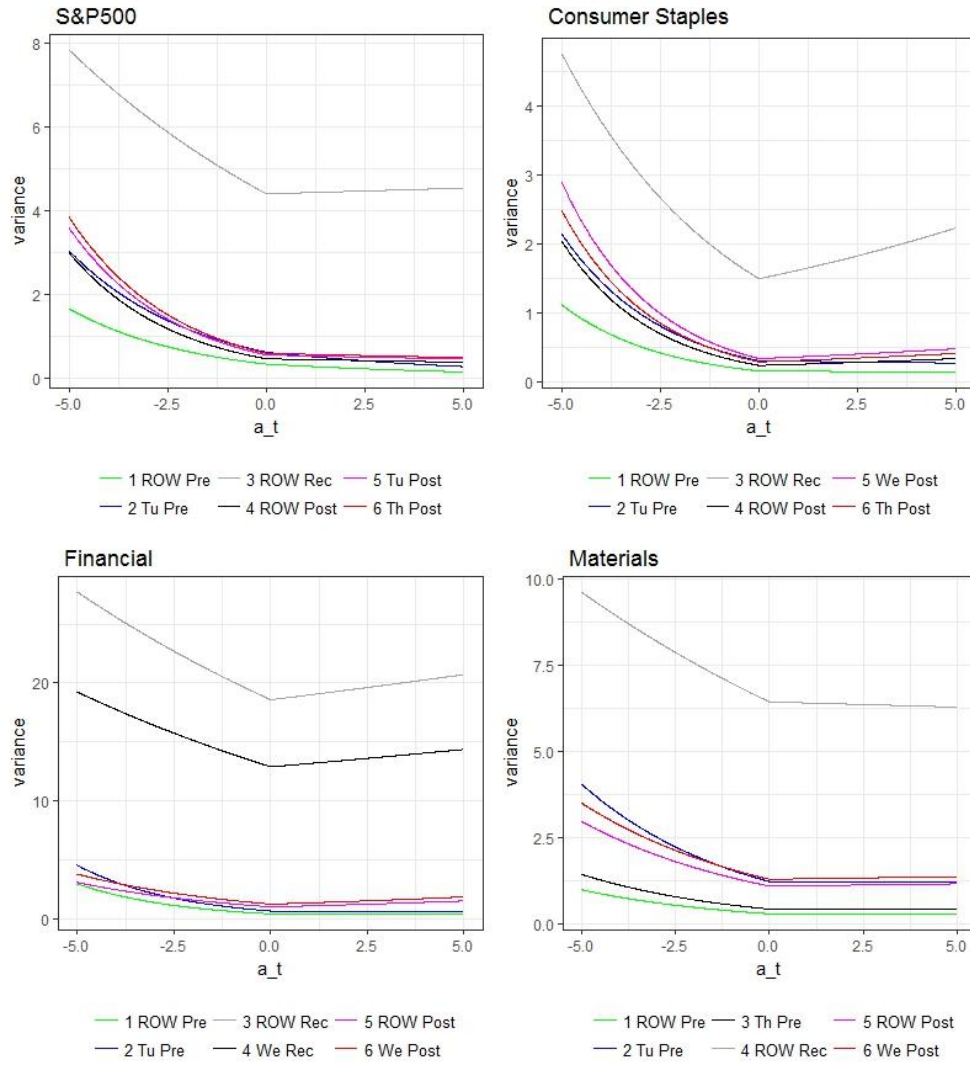 S&P500
Consumer Staples
8
6
4
2
0
variance
-5.0 -2.5 0.0 2.5 5.0
a_t
4
3
2
1
0
variance
-5.0 -2.5 0.0 2.5 5.0
a_t
1 ROW Pre 3 ROW Rec 5 Tu Post
2 Tu Pre 4 ROW Post 6 Th Post
1 ROW Pre 3 ROW Rec 5 We Post
2 Tu Pre 4 ROW Post 6 Th Post
Financial
Materials
20
10
0
variance
-5.0 -2.5 0.0 2.5 5.0
a_t
10.0
7.5
5.0
2.5
0.0
variance
-5.0 -2.5 0.0 2.5 5.0
a_t
1 ROW Pre 3 ROW Rec 5 ROW Post
2 Tu Pre 4 We Rec 6 We Post
1 ROW Pre 3 Th Pre 5 ROW Post
2 Tu Pre 4 ROW Rec 6 We Post